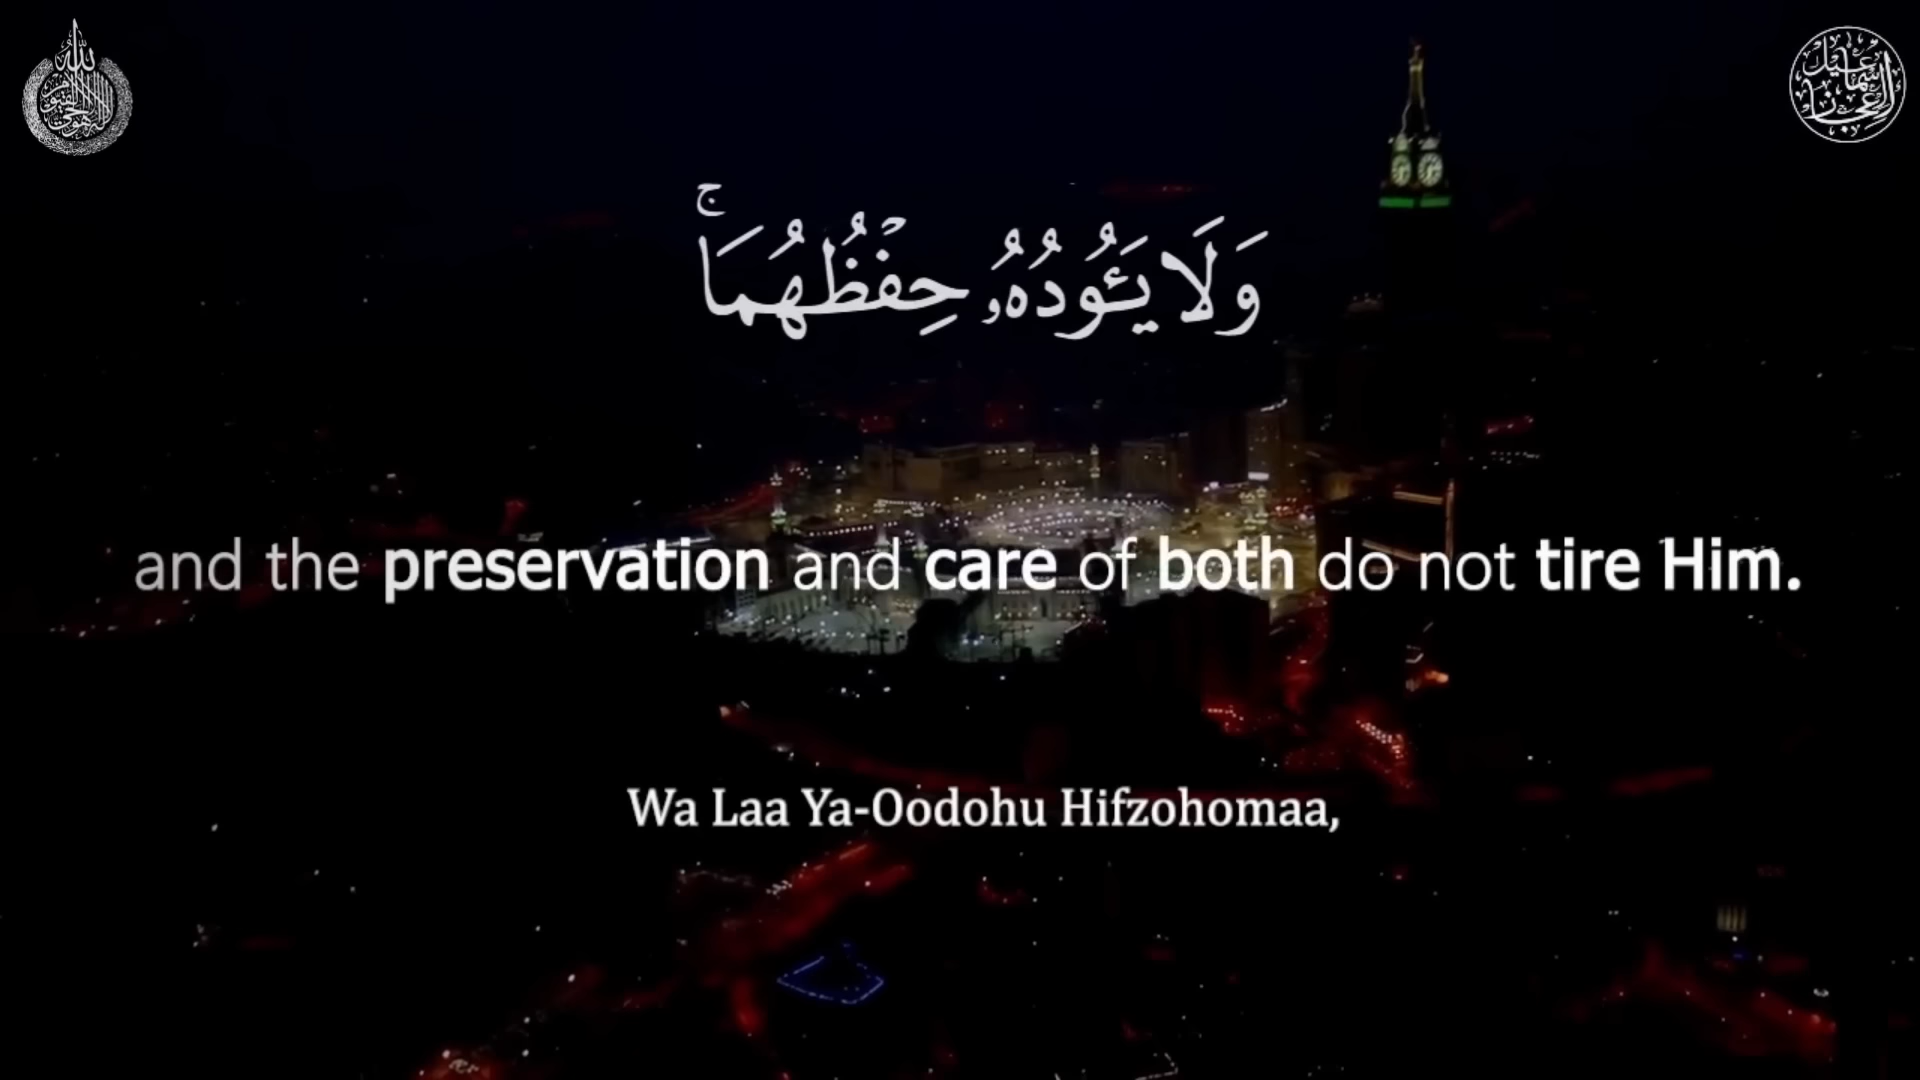 وَلَا يَـُٔودُهُۥ حِفْظُهُمَا ۚ
and the preservation and care of both do not tire Him.
Wa Laa Ya-Oodohu Hifzohomaa,